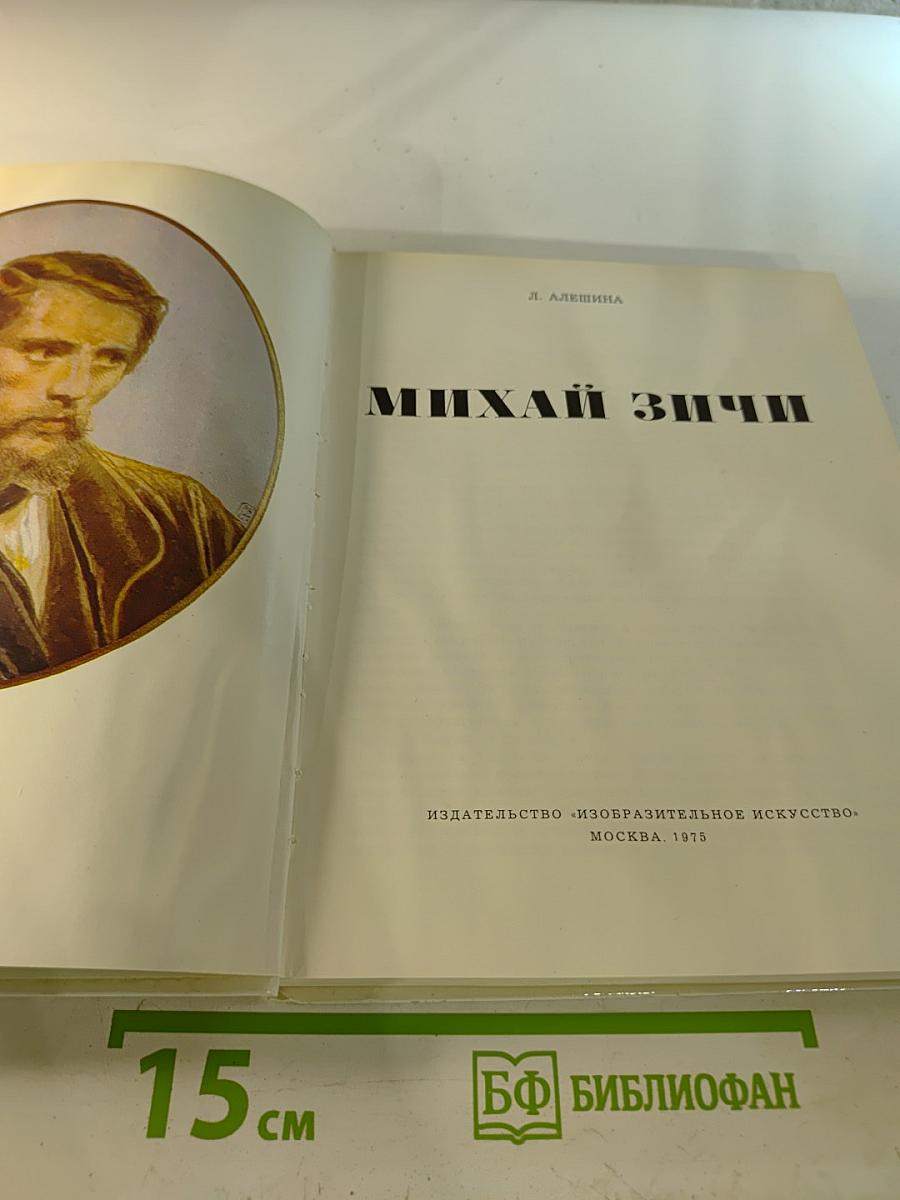 Л. АЛЕШИНА
МИХАЙ ЗИЧИ
ИЗДАТЕЛЬСТВО «ИЗОБРАЗИТЕЛЬНОЕ ИСКУССТВО»
МОСКВА. 1975
15 см
БФ БИБЛИОФАН